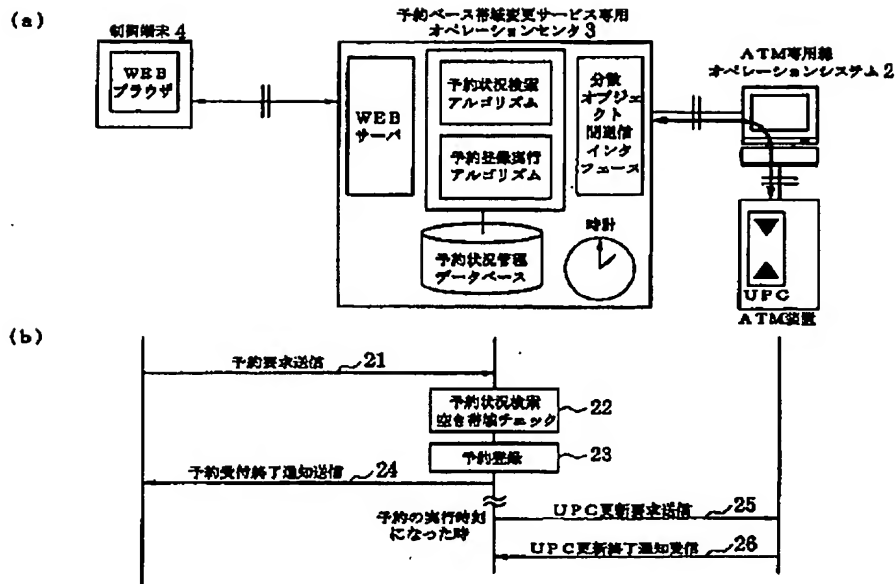 (a)
制御端末4
WEB
ブラウザ
予約ベース帯域変更サービス専用
オペレーションセンタ3
WEB
サーバ
予約状況検索
アルゴリズム
予約登録実行
アルゴリズム
予約状況管理
データベース
分散
オブジェ
クト
間通信
インタ
フェース
時計
ATM専用線
オペレーションシステム2
UPC
ATM装置
(b)
予約要求送信 21
予約状況検索
空き帯域チェック 22
予約登録 23
予約受付終了通知送信 24
予約の実行時刻
になった時
UPC更新要求送信 25
UPC更新終了通知受信 26